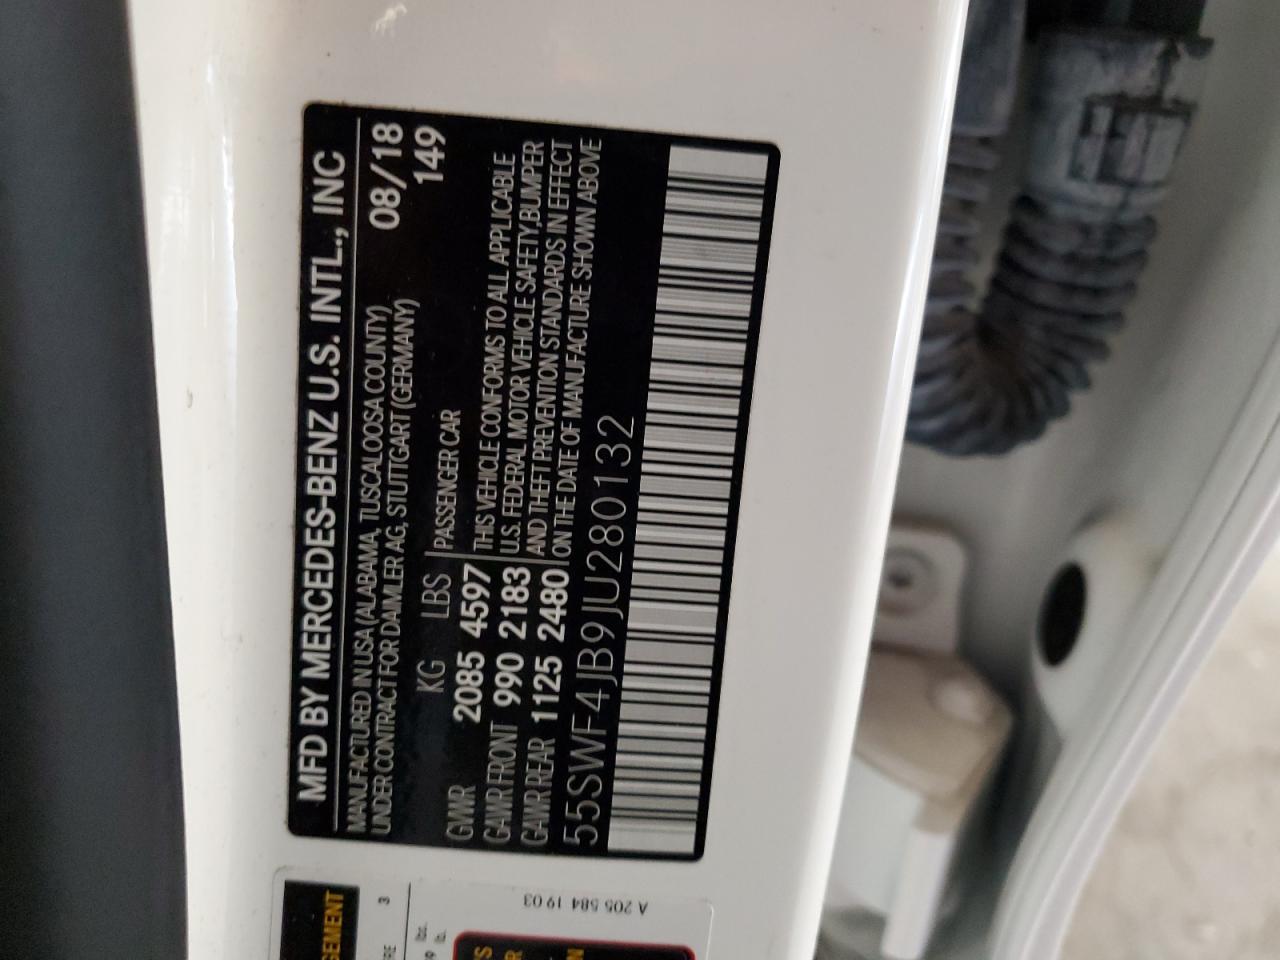 MFD BY MERCEDES-BENZ U.S. INTL., INC
MANUFACTURED IN USA (ALABAMA, TUSCALOOSA COUNTY) 08/18
UNDER CONTRACT FOR DAIMLER AG, STUTTGART (GERMANY) 149
KG LBS PASSENGER CAR
GVWR 2085 4597 THIS VEHICLE CONFORMS TO ALL APPLICABLE
GAWR FRONT 990 2183 U.S. FEDERAL MOTOR VEHICLE SAFETY, BUMPER
GAWR REAR 1125 2480 AND THEFT PREVENTION STANDARDS IN EFFECT
ON THE DATE OF MANUFACTURE SHOWN ABOVE
55SWF4JB9JU280132
A 205 584 19 03
3
lbs.
lb.